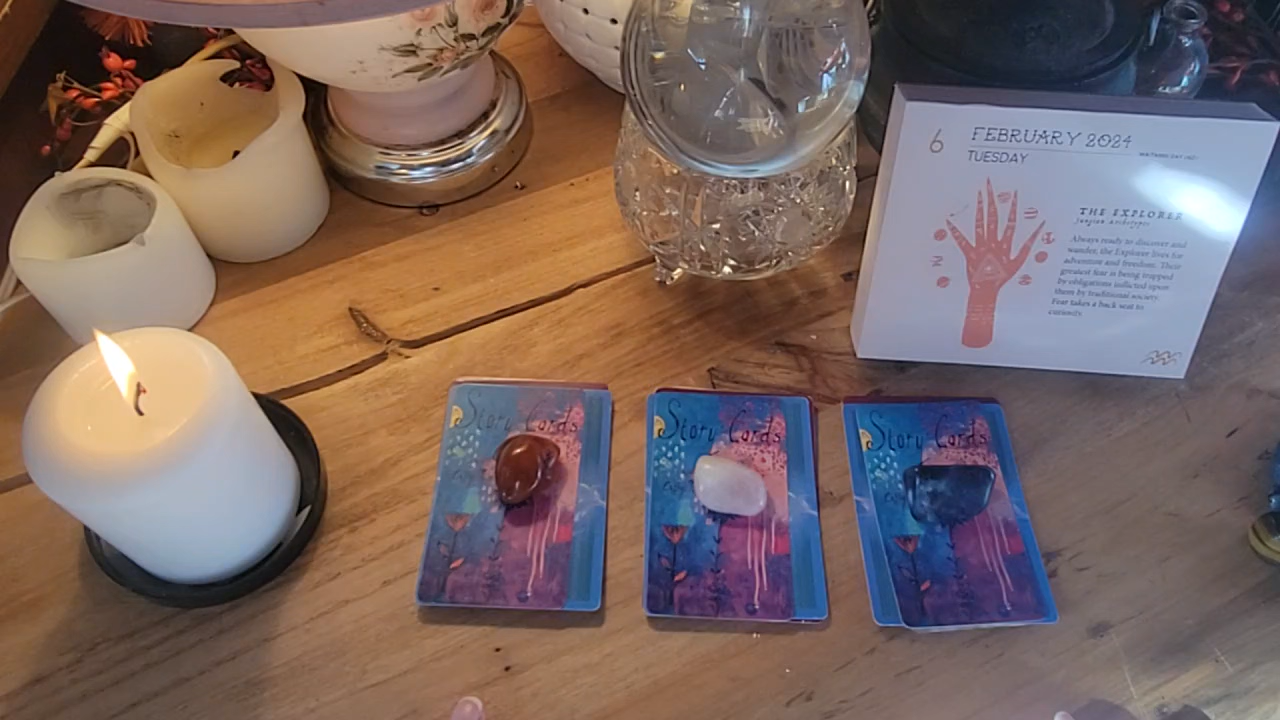 6
FEBRUARY 2024
TUESDAY
THE EXPLORER
jungian archetypes
Always ready to discover and
wander, the Explorer lives for
adventure and freedom. Their
greatest fear is being trapped
by obligations inflicted upon
them by traditional society.
Fear takes a back seat to
curiosity.
Story Cards
Story Cards
Story Cards